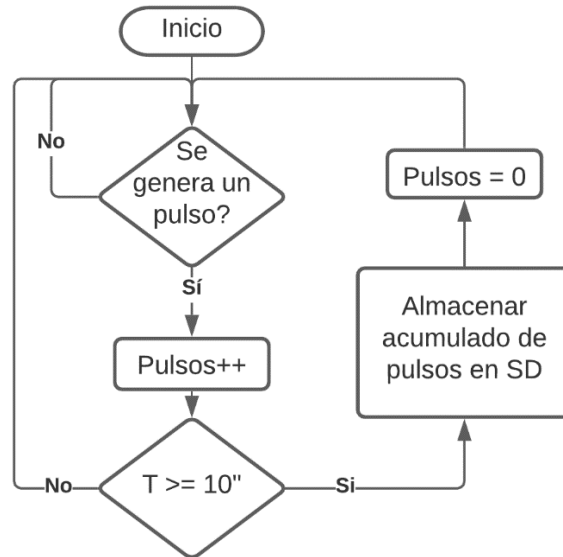 Inicio
No
Se
genera un
pulso?
Sí
Pulsos++
T >= 10"
No
Si
Almacenar
acumulado de
pulsos en SD
Pulsos = 0